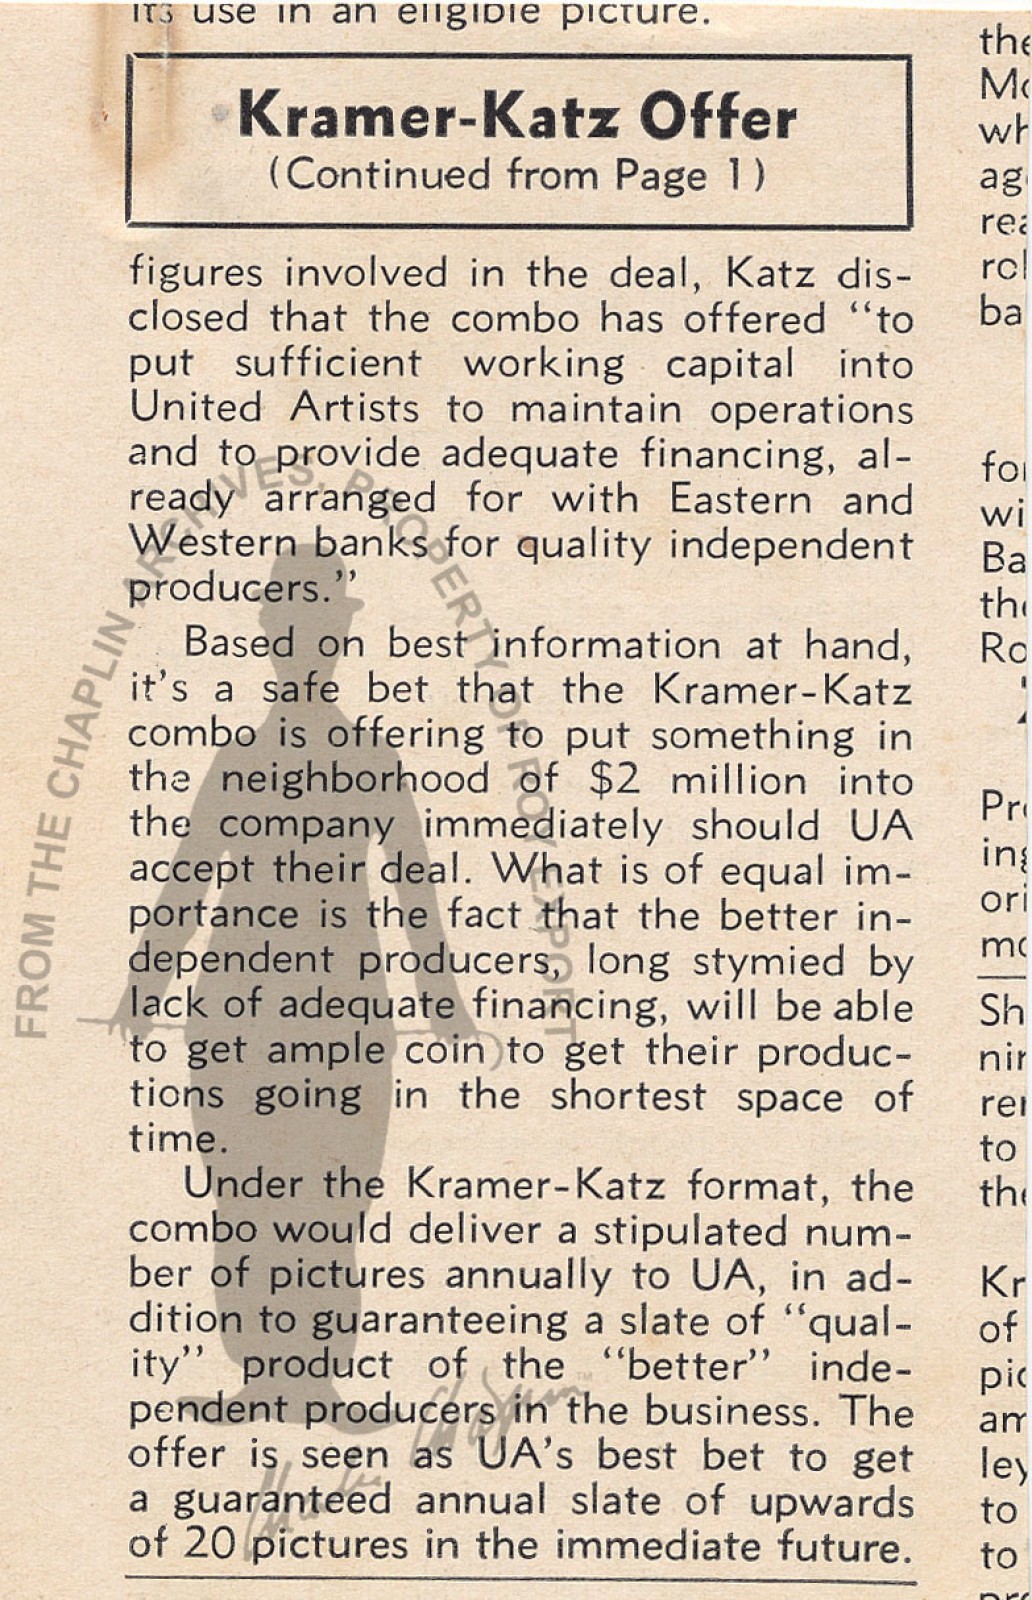 its use in an eligible picture.
Kramer-Katz Offer
(Continued from Page 1)
figures involved in the deal, Katz dis-
closed that the combo has offered “to
put sufficient working capital into
United Artists to maintain operations
and to provide adequate financing, al-
ready arranged for with Eastern and
Western banks for quality independent
producers.”
Based on best information at hand,
it's a safe bet that the Kramer-Katz
combo is offering to put something in
the neighborhood of $2 million into
the company immediately should UA
accept their deal. What is of equal im-
portance is the fact that the better in-
dependent producers, long stymied by
lack of adequate financing, will be able
to get ample coin to get their produc-
tions going in the shortest space of
time.
Under the Kramer-Katz format, the
combo would deliver a stipulated num-
ber of pictures annually to UA, in ad-
dition to guaranteeing a slate of “qual-
ity” product of the “better” inde-
pendent producers in the business. The
offer is seen as UA's best bet to get
a guaranteed annual slate of upwards
of 20 pictures in the immediate future.
FROM THE CHAPLIN ARCHIVES, PROPERTY OF ROY EXPORT
Charles Chaplin ™